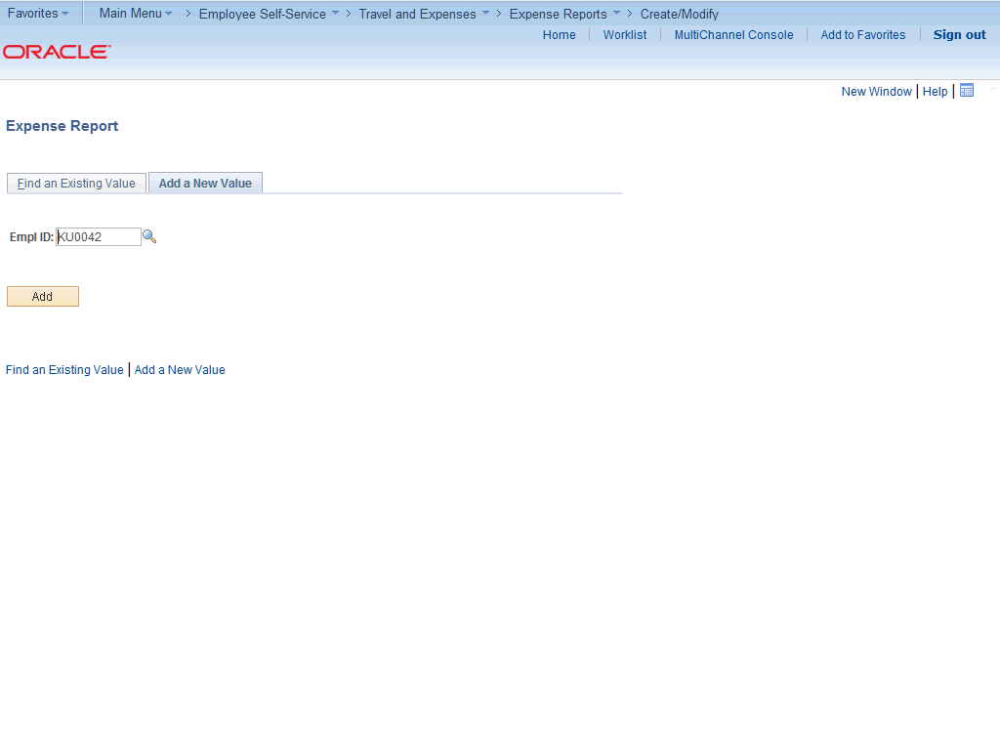 Favorites Main Menu > Employee Self-Service > Travel and Expenses > Expense Reports > Create/Modify
Home Worklist MultiChannel Console Add to Favorites Sign out
ORACLE
New Window | Help |
Expense Report
Find an Existing Value Add a New Value
Empl ID: KU0042
Add
Find an Existing Value | Add a New Value